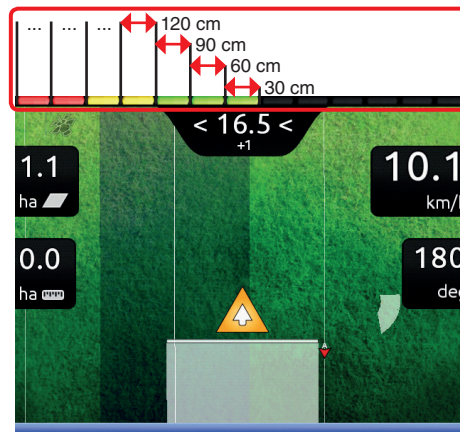 ... ... ... 120 cm
90 cm
60 cm
30 cm
< 16.5 <
+1
1.1
ha
10.1
km/
0.0
ha
180
deg
A